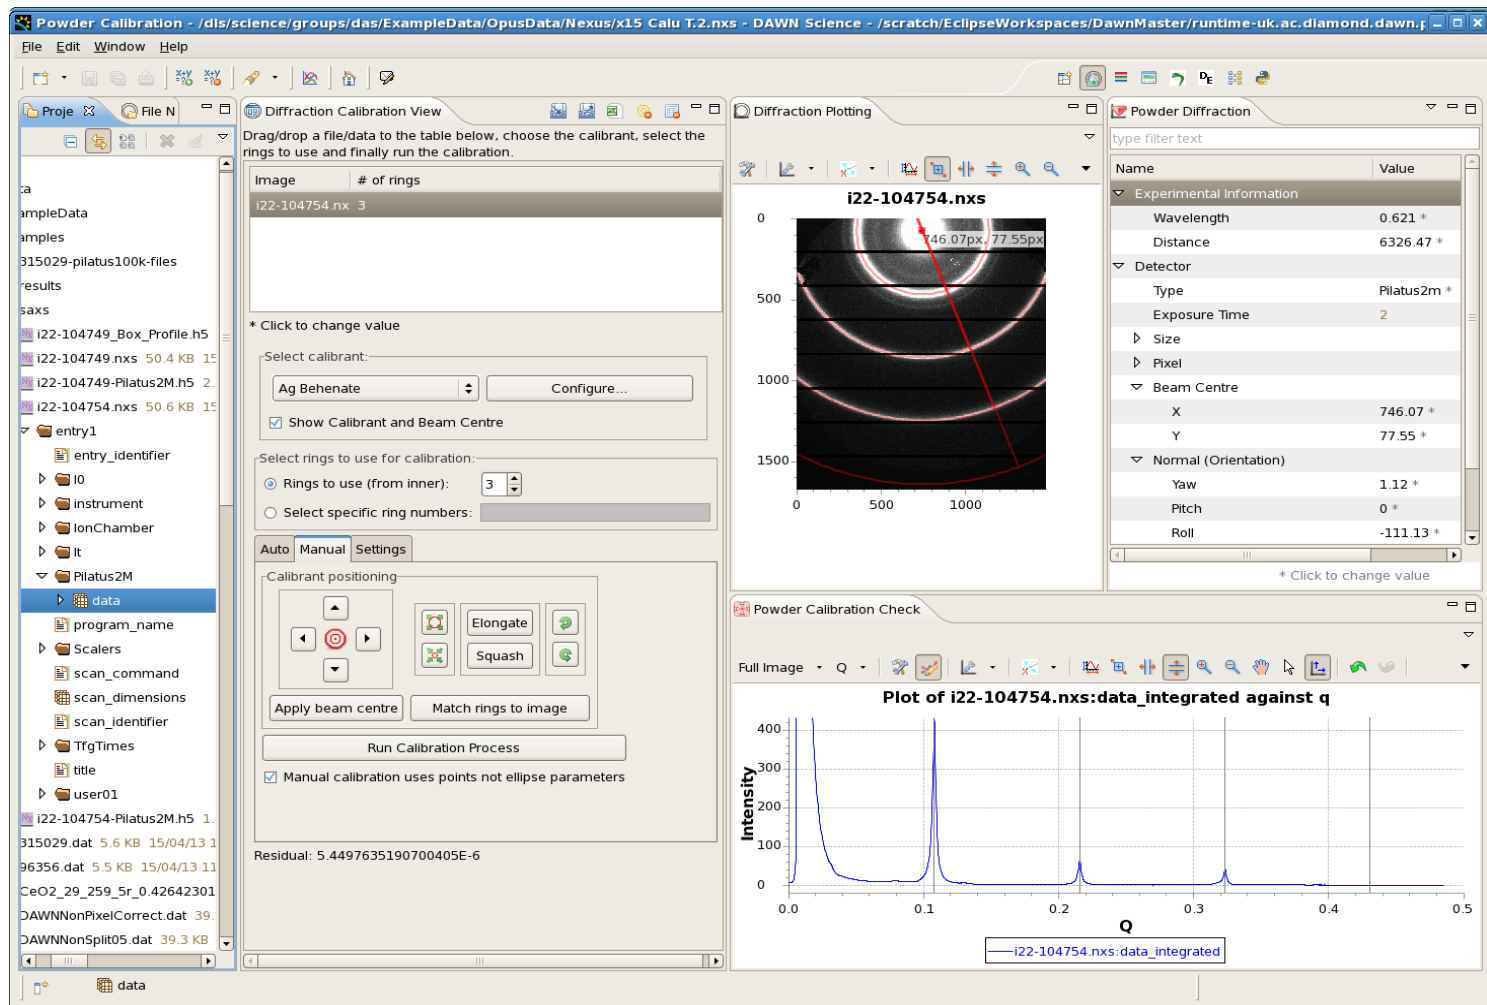 Powder Calibration - /dls/science/groups/das/ExampleData/OpusData/Nexus/x15 Calu T.2.nxs - DAWN Science - /scratch/EclipseWorkspaces/DawnMaster/runtime-uk.ac.diamond.dawn.p
File Edit Window Help
Proje
File N
ta
ampleData
amples
315029-pilatus100k-files
results
saxs
i22-104749_Box_Profile.h5
i22-104749.nxs 50.4 KB 15
i22-104749-Pilatus2M.h5 2.
i22-104754.nxs 50.6 KB 15
entry1
entry_identifier
I0
instrument
IonChamber
It
Pilatus2M
data
program_name
Scalers
scan_command
scan_dimensions
scan_identifier
TfgTimes
title
user01
i22-104754-Pilatus2M.h5 1.
315029.dat 5.6 KB 15/04/13 1
96356.dat 5.5 KB 15/04/13 11
CeO2_29_259_5r_0.42642301
DAWNNonPixelCorrect.dat 39.
DAWNNonSplit05.dat 39.3 KB
Diffraction Calibration View
Drag/drop a file/data to the table below, choose the calibrant, select the
rings to use and finally run the calibration.
Image # of rings
i22-104754.nx 3
* Click to change value
Select calibrant:
Ag Behenate Configure...
Show Calibrant and Beam Centre
Select rings to use for calibration:
Rings to use (from inner): 3
Select specific ring numbers:
Auto Manual Settings
Calibrant positioning
Elongate
Squash
Apply beam centre Match rings to image
Run Calibration Process
Manual calibration uses points not ellipse parameters
Residual: 5.4497635190700405E-6
Diffraction Plotting
i22-104754.nxs
746.07px, 77.55px
0
500
1000
1500
0 500 1000
Powder Diffraction
type filter text
Name Value
Experimental Information
Wavelength 0.621 *
Distance 6326.47 *
Detector
Type Pilatus2m *
Exposure Time 2
Size
Pixel
Beam Centre
X 746.07 *
Y 77.55 *
Normal (Orientation)
Yaw 1.12 *
Pitch 0 *
Roll -111.13 *
* Click to change value
Powder Calibration Check
Full Image Q
Plot of i22-104754.nxs:data_integrated against q
Intensity
400
300
200
100
0
0.0 0.1 0.2 0.3 0.4 0.5
Q
i22-104754.nxs:data_integrated
data